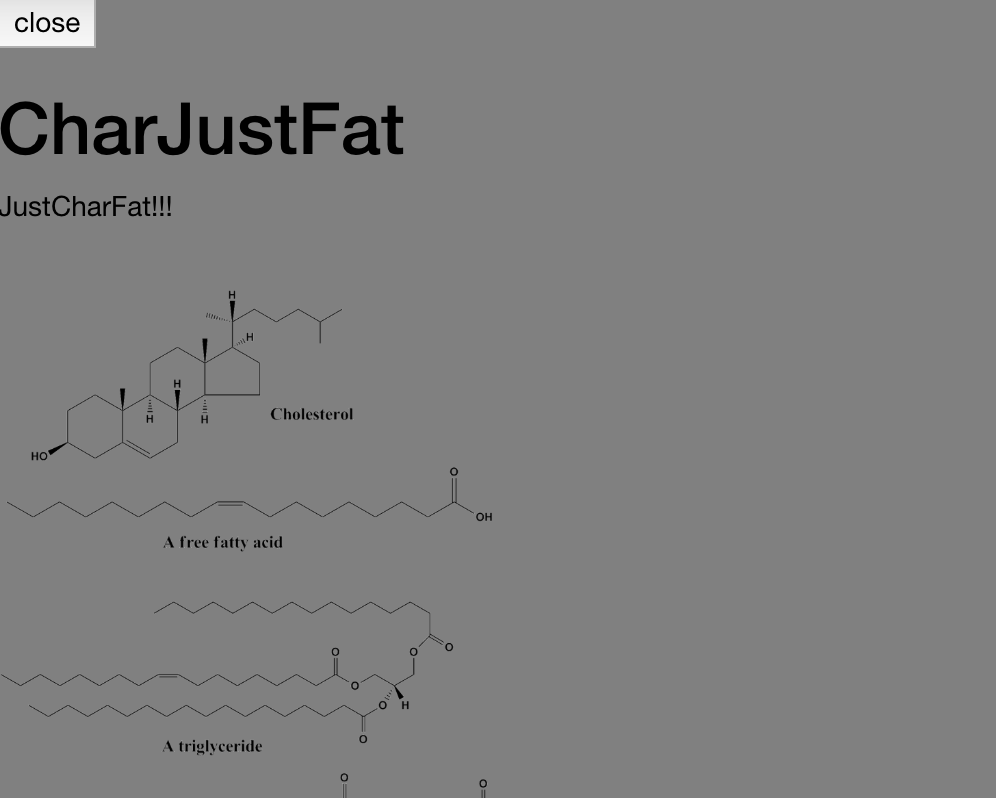 close
CharJustFat
JustCharFat!!!
H
H
H
H
H
Cholesterol
HO
O
OH
A free fatty acid
O
O
O
O
O
H
O
A triglyceride
O
O